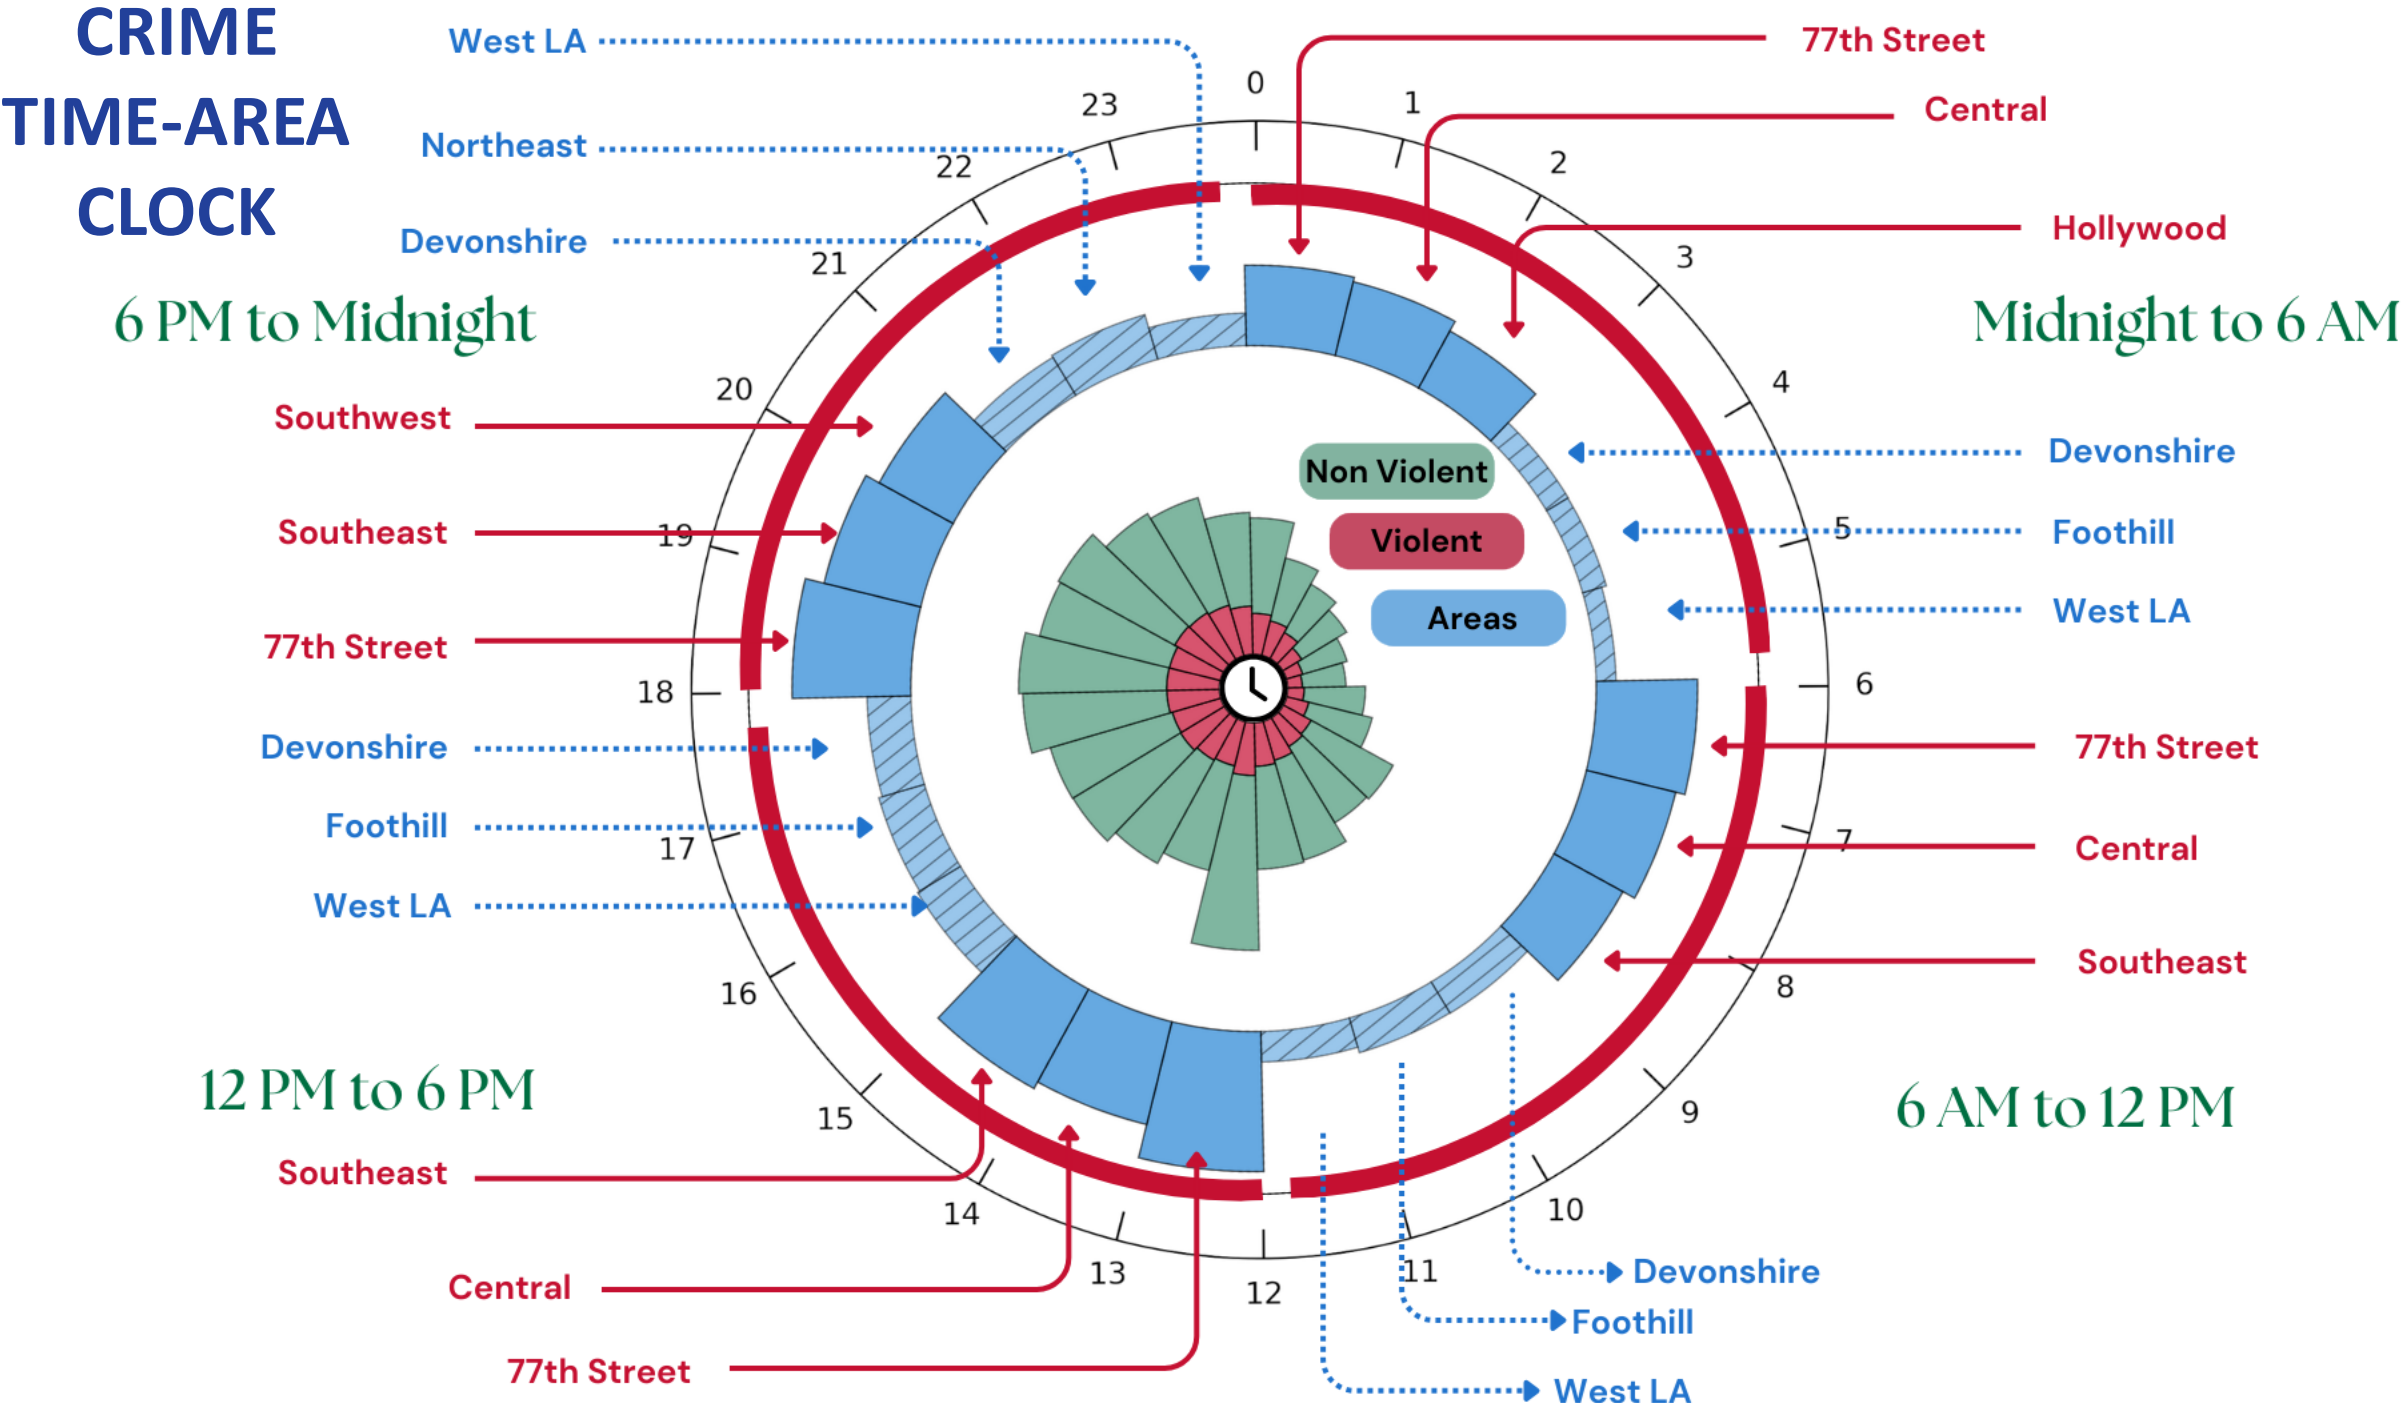 CRIME
TIME-AREA
CLOCK
West LA
Northeast
Devonshire
6 PM to Midnight
Southwest
Southeast
77th Street
Devonshire
Foothill
West LA
12 PM to 6 PM
Southeast
Central
77th Street
77th Street
Central
Hollywood
Midnight to 6 AM
Devonshire
Foothill
West LA
77th Street
Central
Southeast
6 AM to 12 PM
Devonshire
Foothill
West LA
Non Violent
Violent
Areas
0
1
2
3
4
5
6
7
8
9
10
11
12
13
14
15
16
17
18
19
20
21
22
23